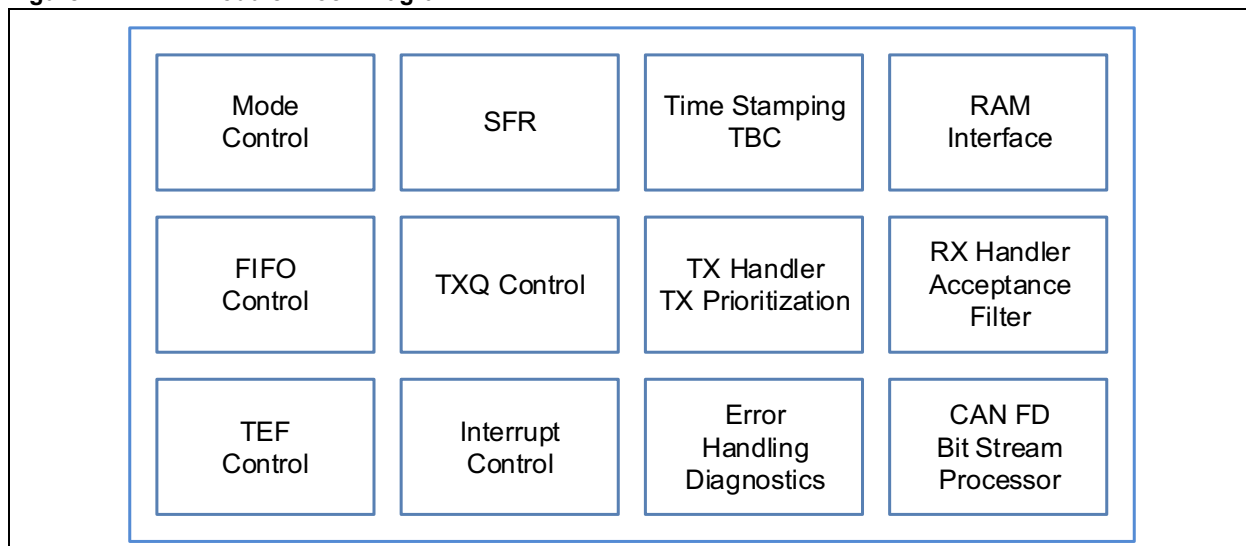 Mode
Control
SFR
Time Stamping
TBC
RAM
Interface
FIFO
Control
TXQ Control
TX Handler
TX Prioritization
RX Handler
Acceptance
Filter
TEF
Control
Interrupt
Control
Error
Handling
Diagnostics
CAN FD
Bit Stream
Processor